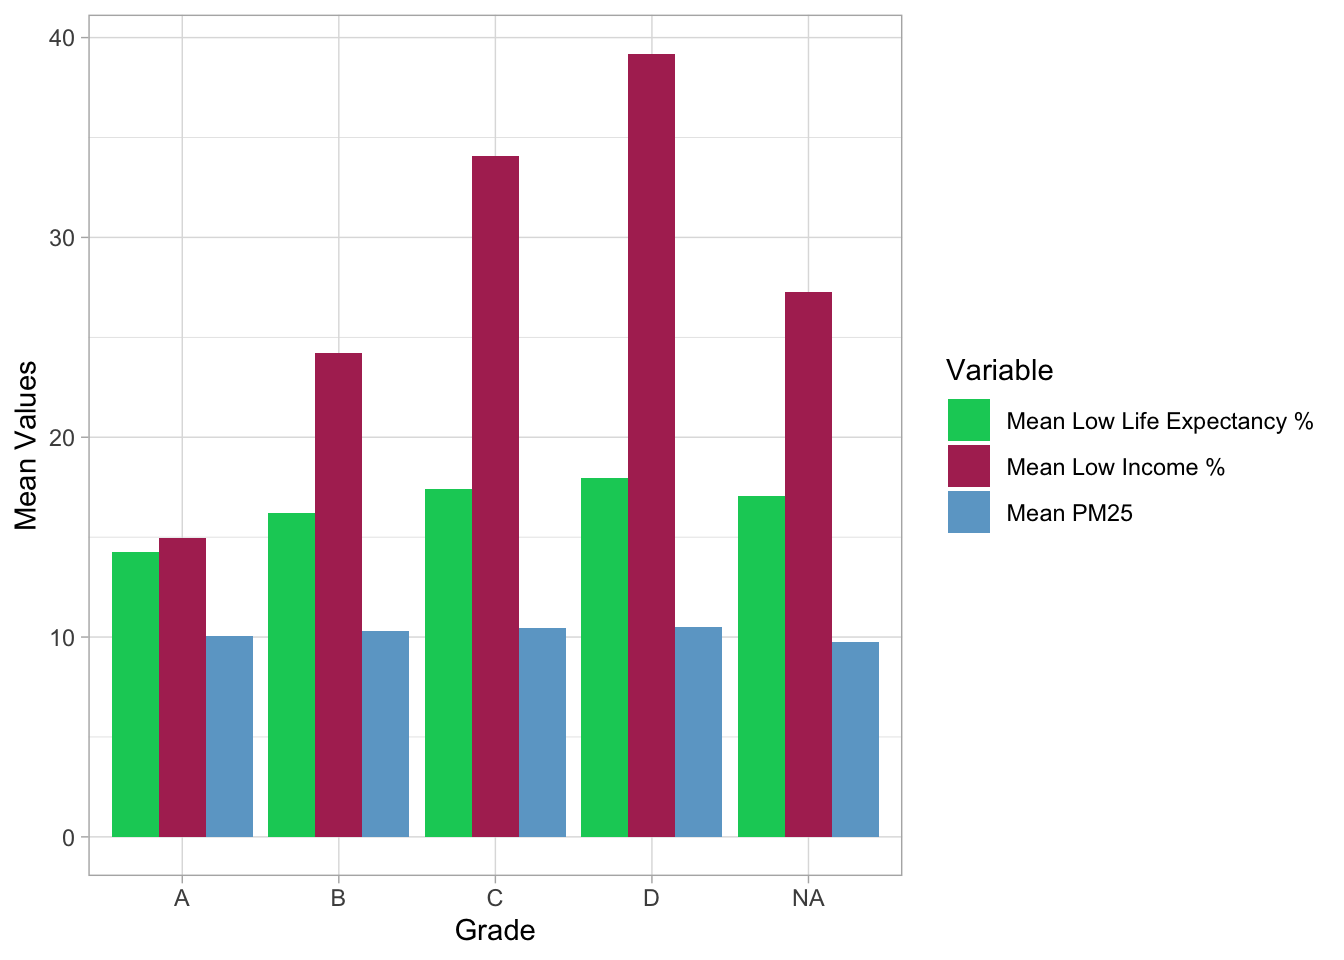 Mean Values
40
30
20
10
0
A B C D NA
Grade
Variable
Mean Low Life Expectancy %
Mean Low Income %
Mean PM25